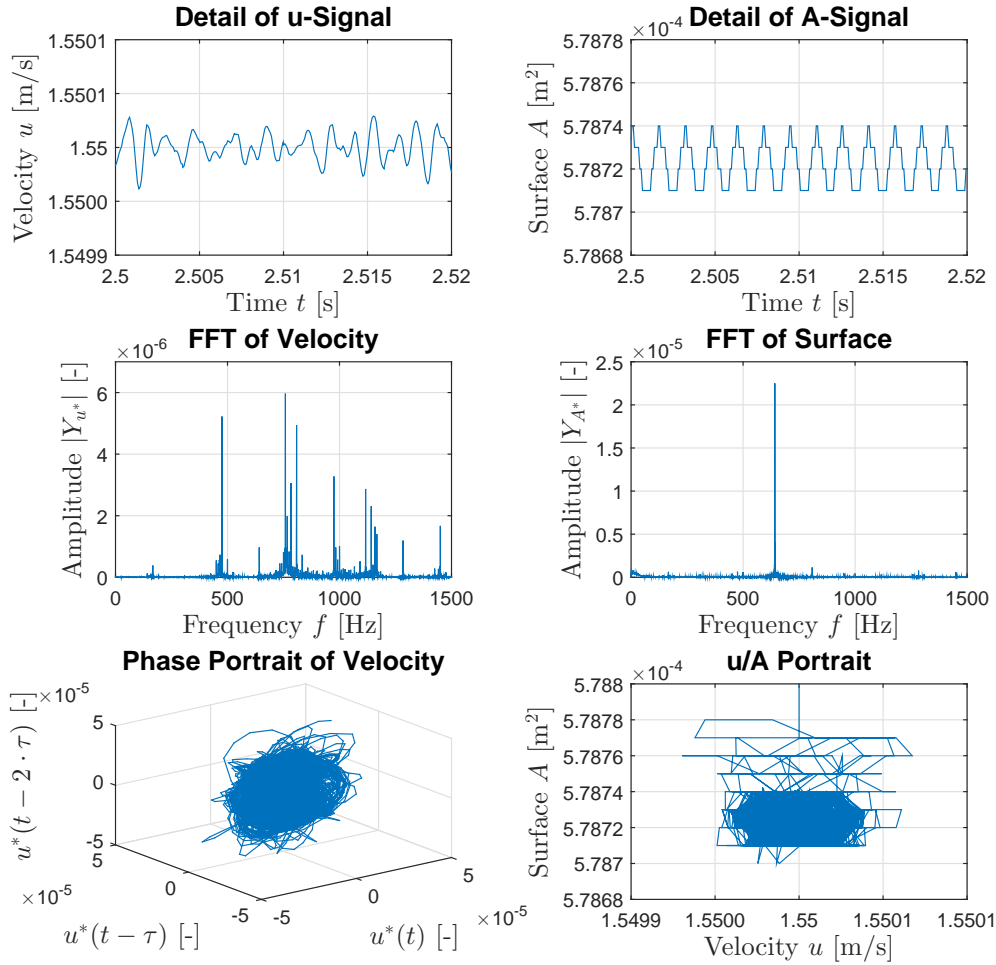 Detail of u-Signal
1.5501
1.5501
1.55
1.5500
1.5499
2.5 2.505 2.51 2.515 2.52
Velocity u [m/s]
Time t [s]
Detail of A-Signal
×10⁻⁴
5.7878
5.7876
5.7874
5.7872
5.787
5.7868
2.5 2.505 2.51 2.515 2.52
Surface A [m²]
Time t [s]
FFT of Velocity
×10⁻⁶
6
4
2
0
0 500 1000 1500
Amplitude |Y_{u*}| [-]
Frequency f [Hz]
FFT of Surface
×10⁻⁵
2.5
2
1.5
1
0.5
0
0 500 1000 1500
Amplitude |Y_{A*}| [-]
Frequency f [Hz]
Phase Portrait of Velocity
×10⁻⁵
5
0
-5
u*(t − 2 · τ) [-]
5
0
-5
×10⁻⁵
u*(t − τ) [-]
-5
0
5
×10⁻⁵
u*(t) [-]
u/A Portrait
×10⁻⁴
5.788
5.7878
5.7876
5.7874
5.7872
5.787
5.7868
1.5499 1.5500 1.55 1.5501 1.5501
Surface A [m²]
Velocity u [m/s]